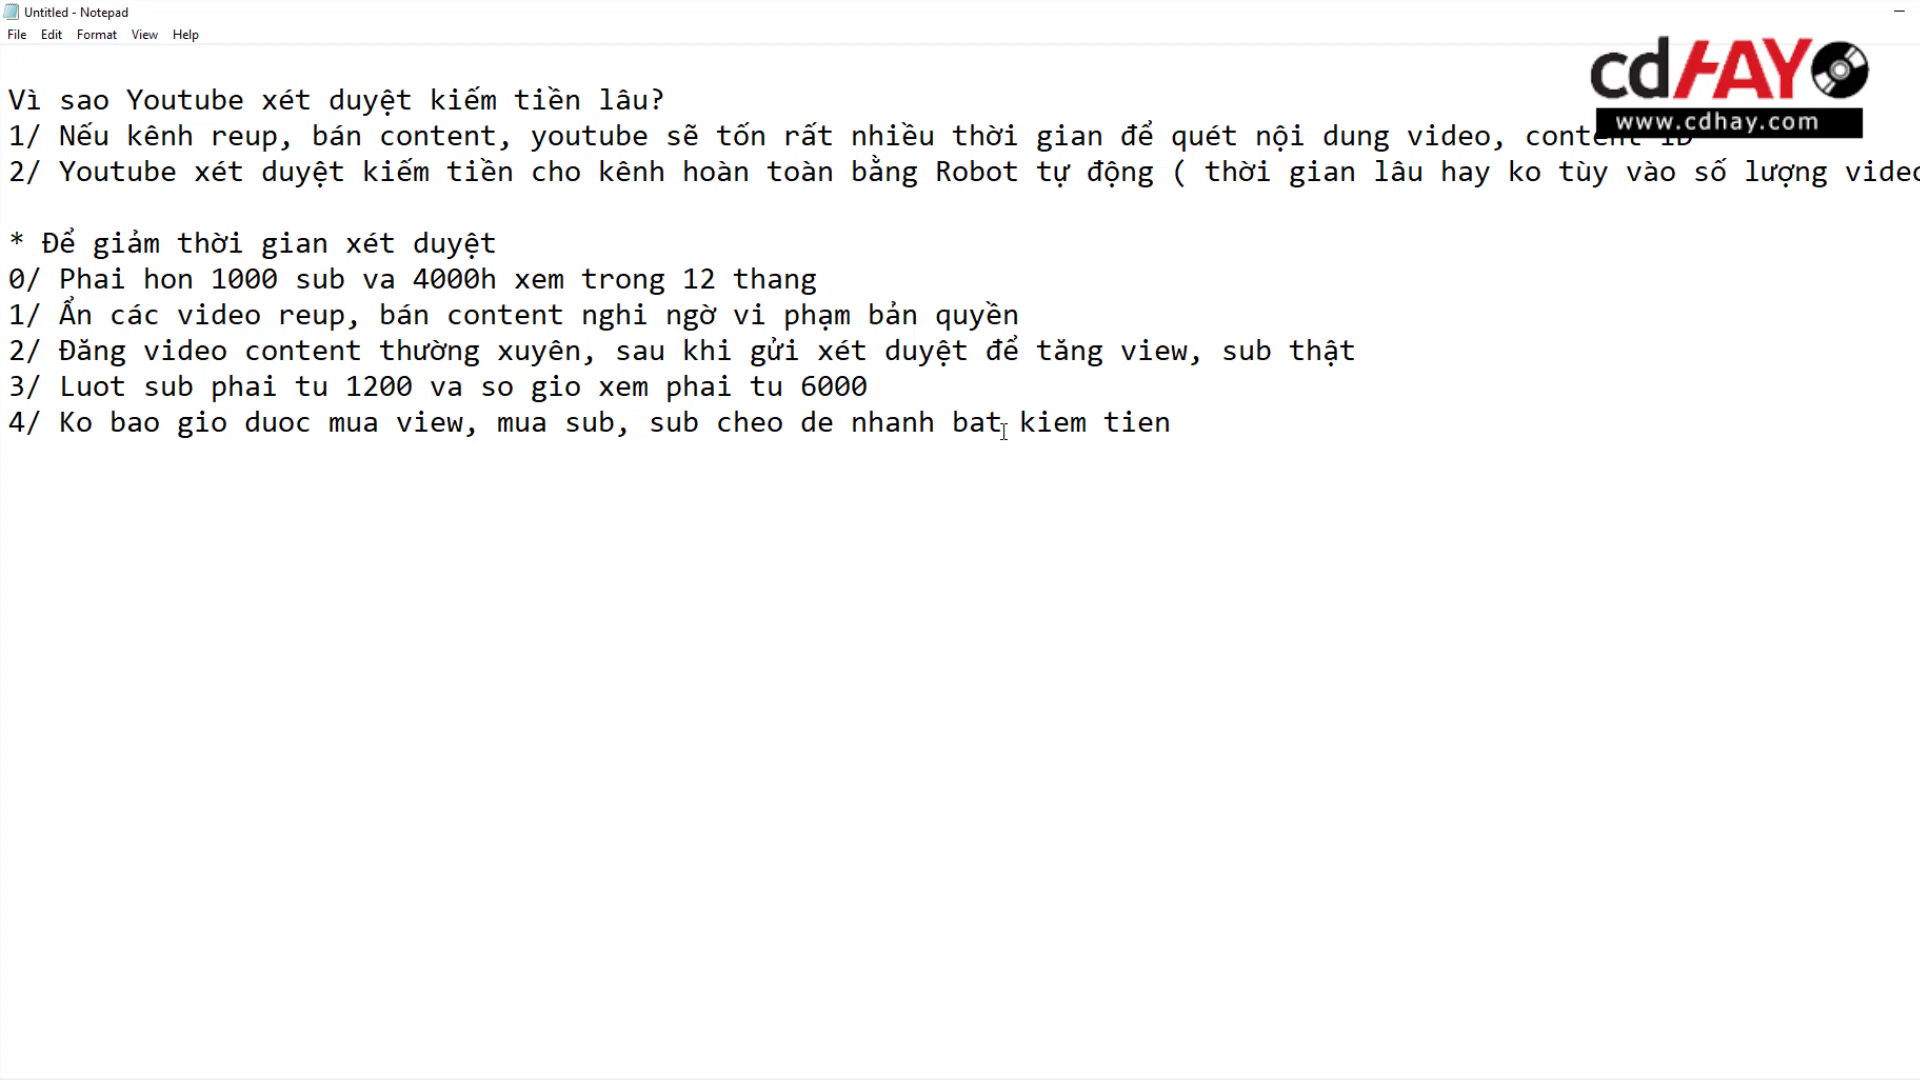 Untitled - Notepad
File Edit Format View Help
cdHAY
www.cdhay.com
Vì sao Youtube xét duyệt kiếm tiền lâu?
1/ Nếu kênh reup, bán content, youtube sẽ tốn rất nhiều thời gian để quét nội dung video, content ID
2/ Youtube xét duyệt kiếm tiền cho kênh hoàn toàn bằng Robot tự động ( thời gian lâu hay ko tùy vào số lượng video
* Để giảm thời gian xét duyệt
0/ Phai hon 1000 sub va 4000h xem trong 12 thang
1/ Ẩn các video reup, bán content nghi ngờ vi phạm bản quyền
2/ Đăng video content thường xuyên, sau khi gửi xét duyệt để tăng view, sub thật
3/ Luot sub phai tu 1200 va so gio xem phai tu 6000
4/ Ko bao gio duoc mua view, mua sub, sub cheo de nhanh bat kiem tien